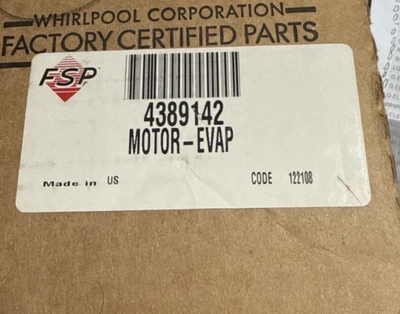 WHIRLPOOL CORPORATION
FACTORY CERTIFIED PARTS
FSP
4389142
MOTOR-EVAP
Made in US
CODE 122108